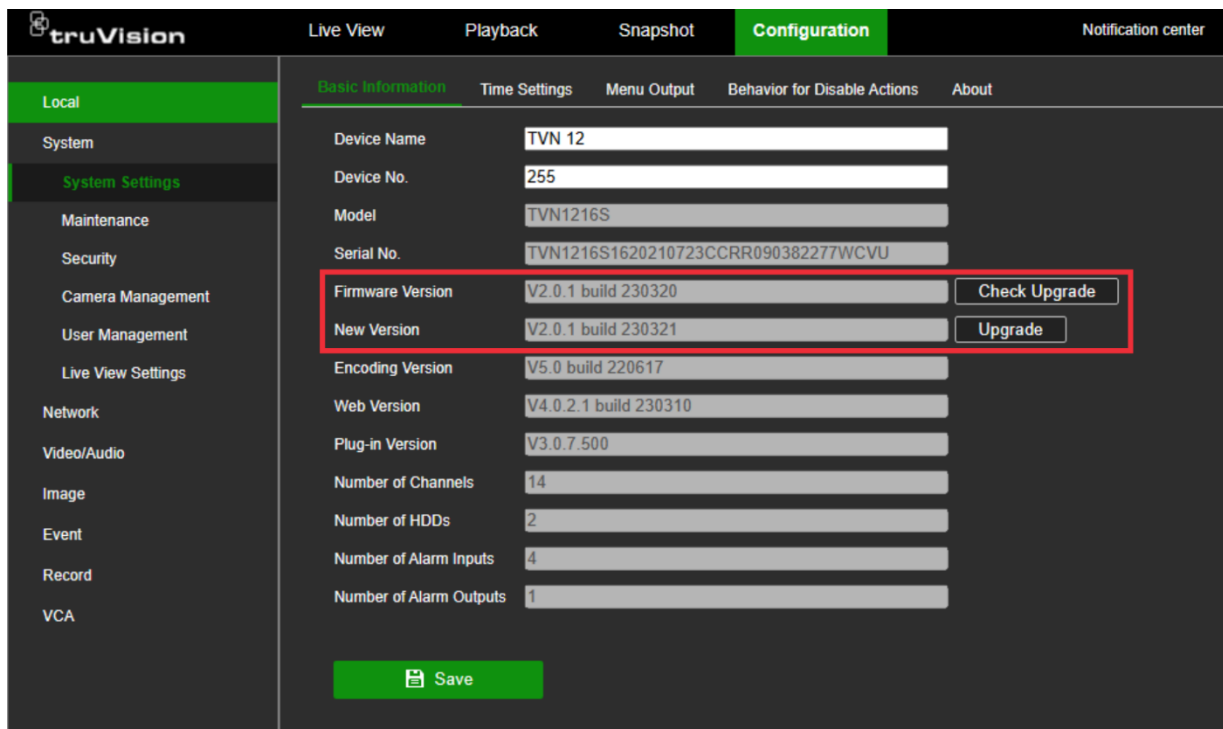 truVision Live View Playback Snapshot Configuration Notification center
Basic Information Time Settings Menu Output Behavior for Disable Actions About
Local
System
System Settings
Maintenance
Security
Camera Management
User Management
Live View Settings
Network
Video/Audio
Image
Event
Record
VCA
Device Name TVN 12
Device No. 255
Model TVN1216S
Serial No. TVN1216S1620210723CCRR090382277WCVU
Firmware Version V2.0.1 build 230320 Check Upgrade
New Version V2.0.1 build 230321 Upgrade
Encoding Version V5.0 build 220617
Web Version V4.0.2.1 build 230310
Plug-in Version V3.0.7.500
Number of Channels 14
Number of HDDs 2
Number of Alarm Inputs 4
Number of Alarm Outputs 1
Save